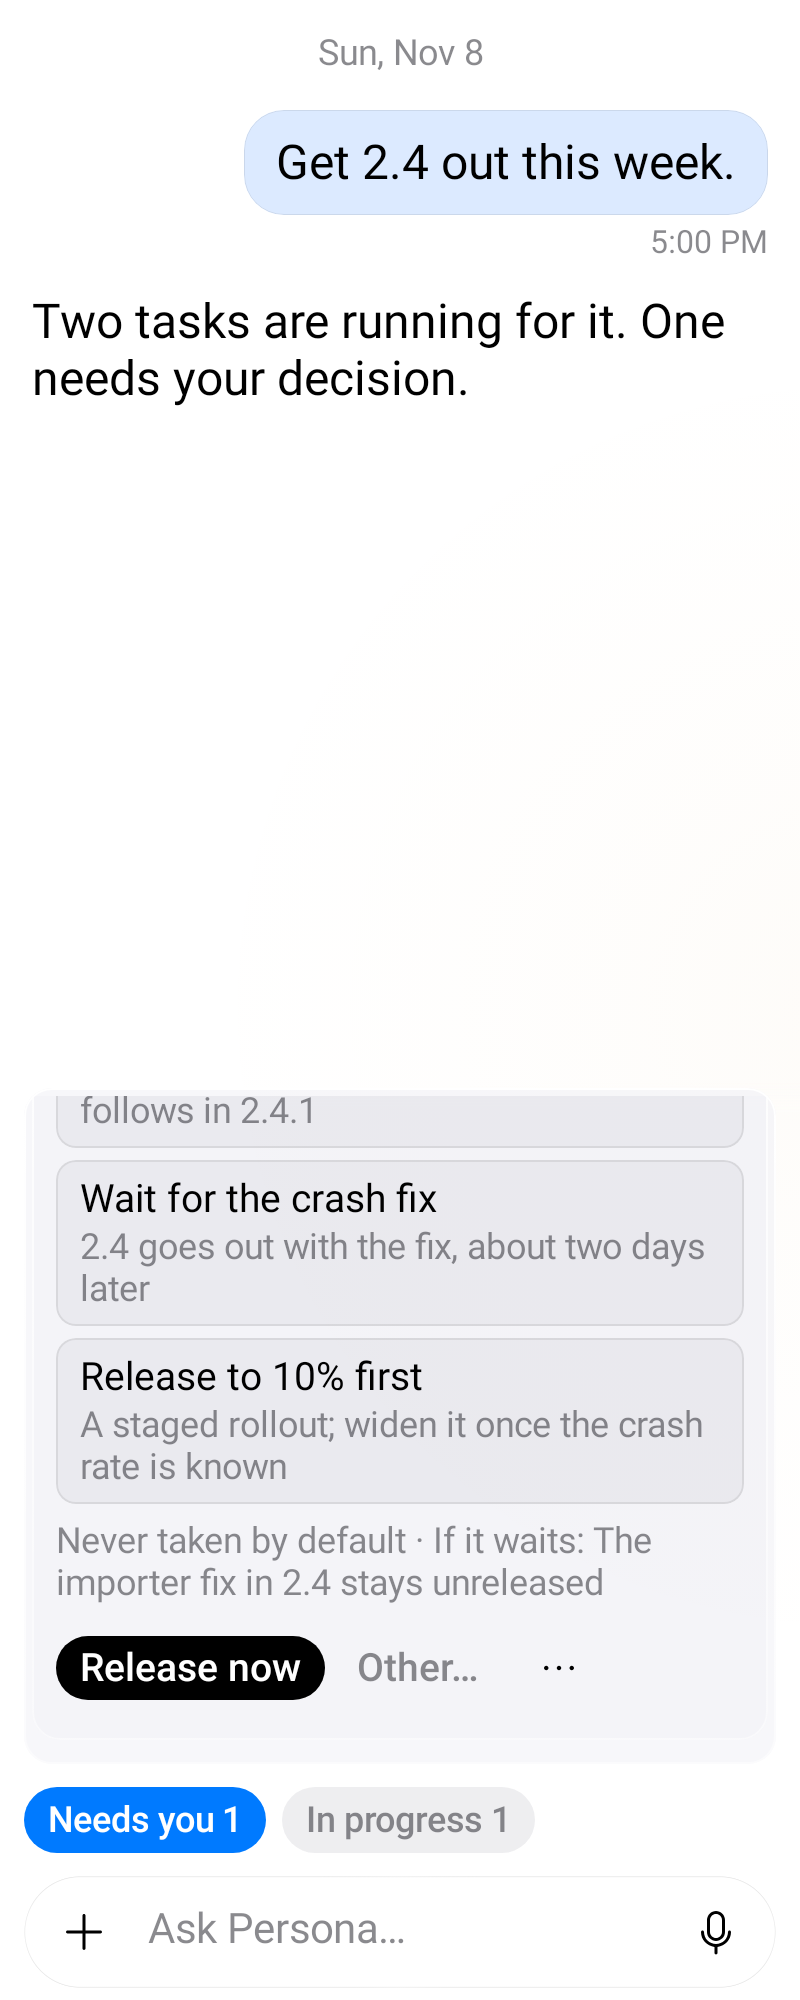 Sun, Nov 8
Get 2.4 out this week.
5:00 PM
Two tasks are running for it. One
needs your decision.
follows in 2.4.1
Wait for the crash fix
2.4 goes out with the fix, about two days
later
Release to 10% first
A staged rollout; widen it once the crash
rate is known
Never taken by default · If it waits: The
importer fix in 2.4 stays unreleased
Release now
Other…
Needs you 1
In progress 1
Ask Persona…